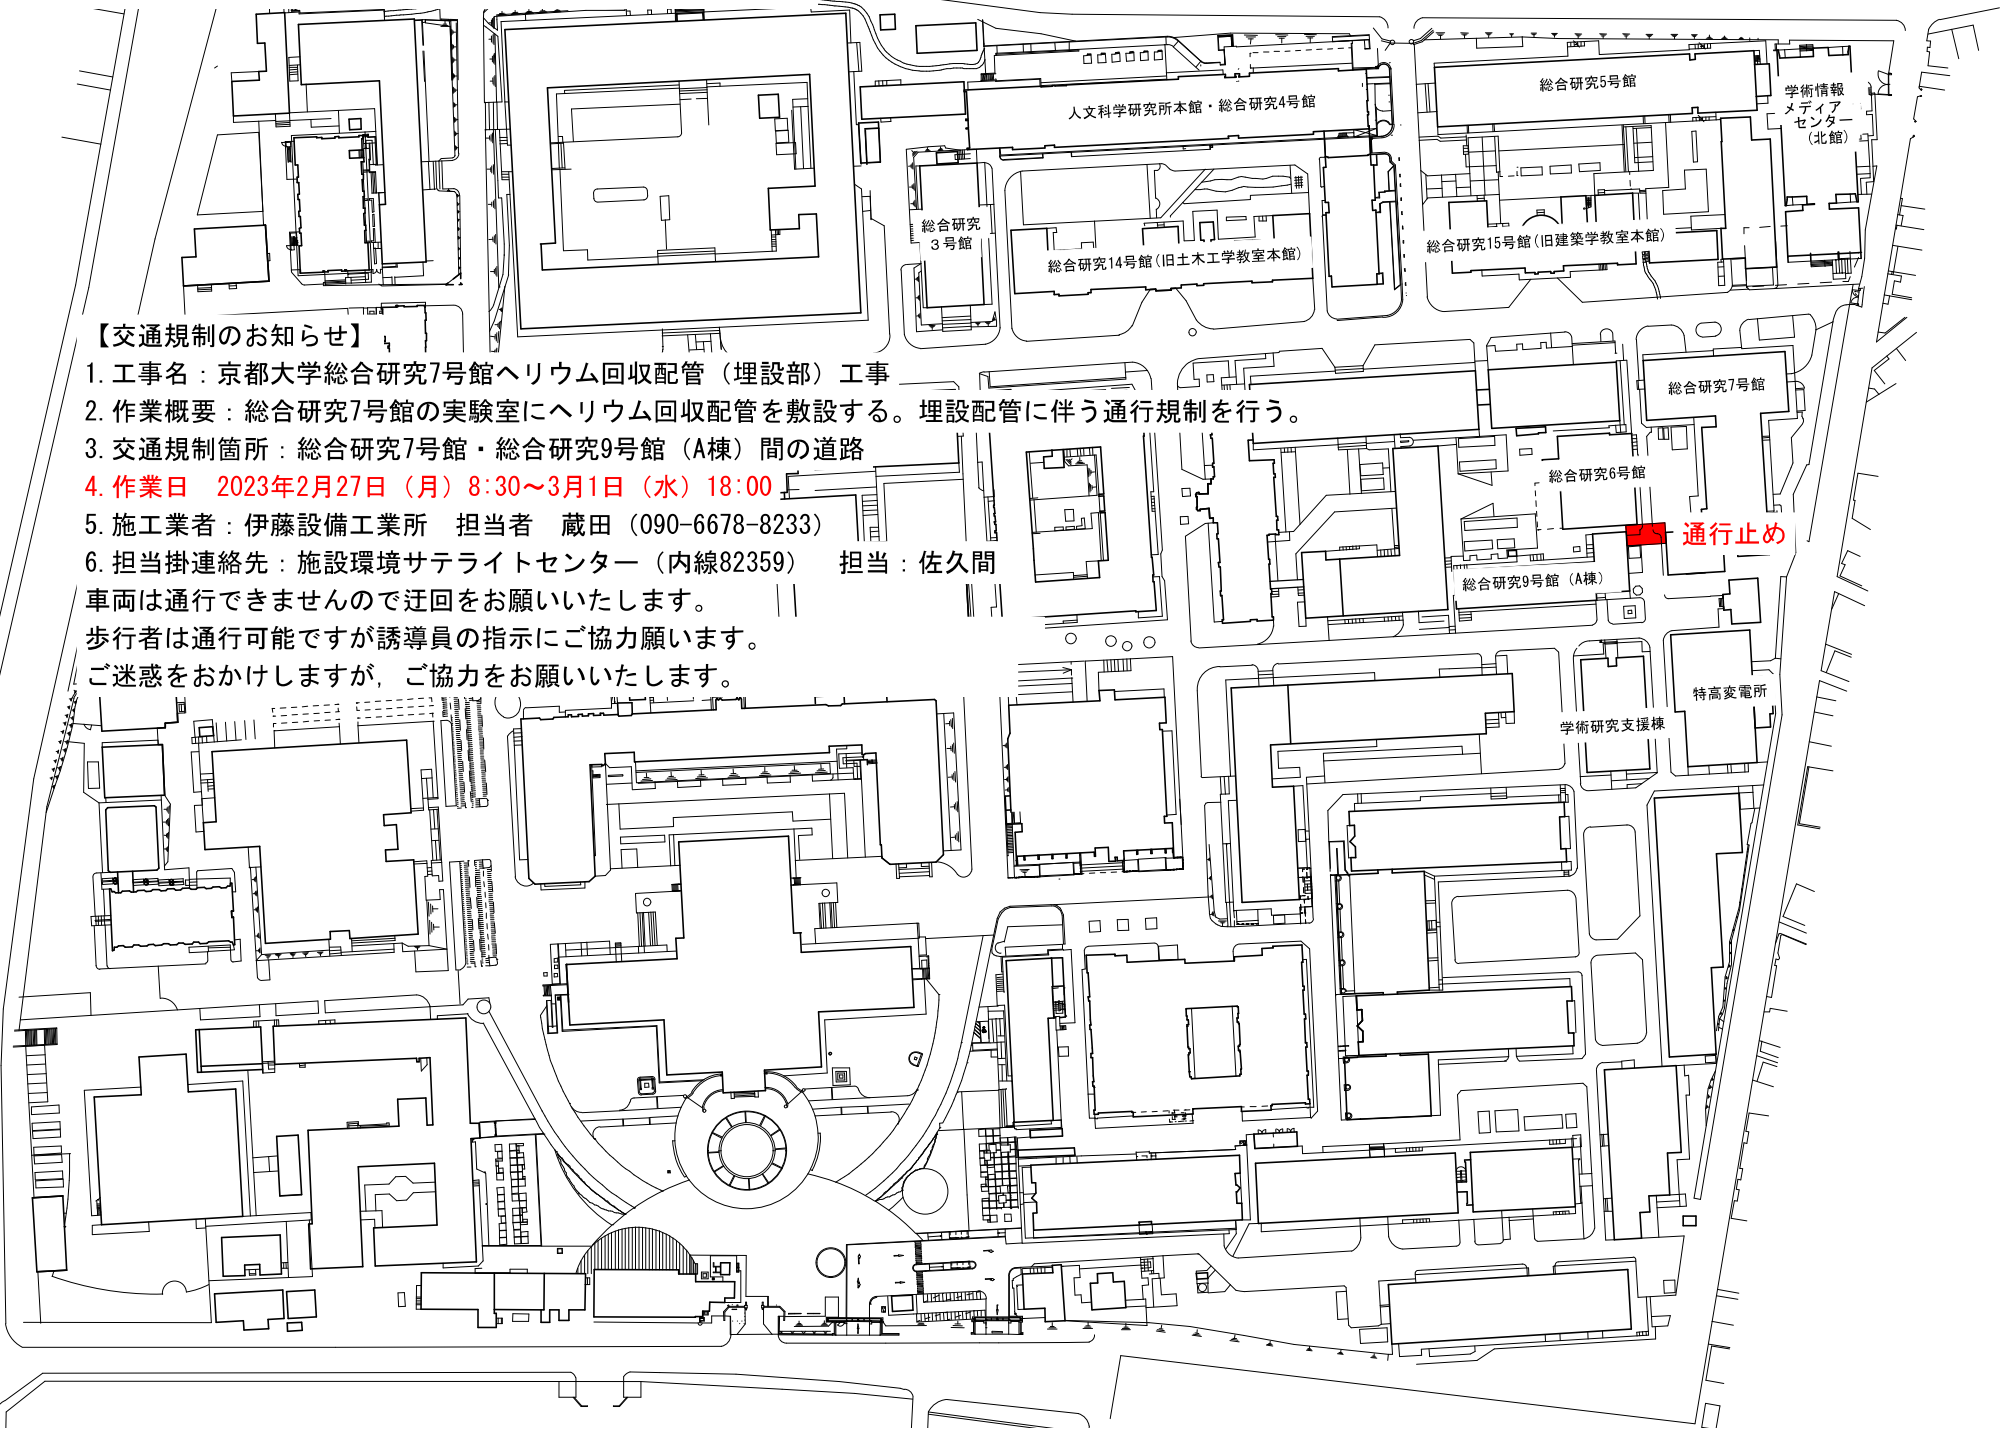 人文科学研究所本館・総合研究4号館
総合研究5号館
学術情報
メディア
センター
(北館)
総合研究
3号館
総合研究14号館(旧土木工学教室本館)
総合研究15号館(旧建築学教室本館)
【交通規制のお知らせ】
1. 工事名：京都大学総合研究7号館ヘリウム回収配管（埋設部）工事
2. 作業概要：総合研究7号館の実験室にヘリウム回収配管を敷設する。埋設配管に伴う通行規制を行う。
3. 交通規制箇所：総合研究7号館・総合研究9号館（A棟）間の道路
4. 作業日　2023年2月27日（月）8:30～3月1日（水）18:00
5. 施工業者：伊藤設備工業所　担当者　蔵田（090-6678-8233）
6. 担当掛連絡先：施設環境サテライトセンター（内線82359）　担当：佐久間
車両は通行できませんので迂回をお願いいたします。
歩行者は通行可能ですが誘導員の指示にご協力願います。
ご迷惑をおかけしますが，ご協力をお願いいたします。
総合研究7号館
総合研究6号館
通行止め
総合研究9号館（A棟）
特高変電所
学術研究支援棟